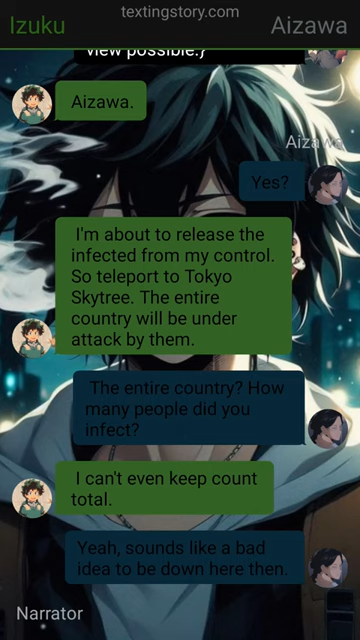 textingstory.com
Izuku
Aizawa
view possible.}
Aizawa.
Aizawa
Yes?
I'm about to release the
infected from my control.
So teleport to Tokyo
Skytree. The entire
country will be under
attack by them.
The entire country? How
many people did you
infect?
I can't even keep count
total.
Yeah, sounds like a bad
idea to be down here then.
Narrator